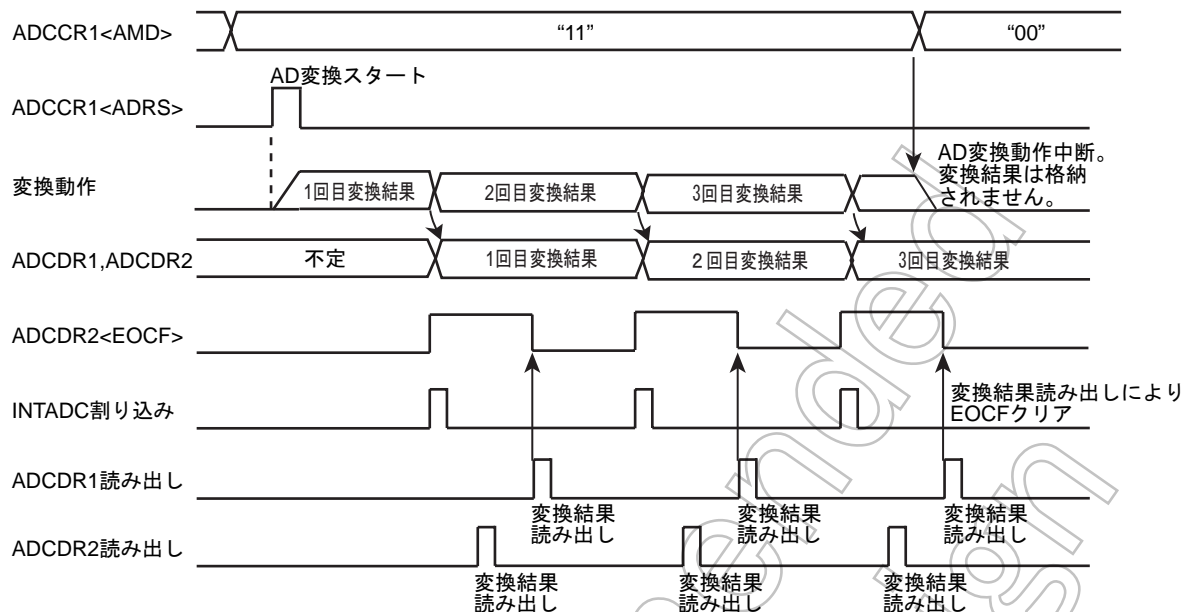 ADCCR1<AMD>
“11”
“00”
AD変換スタート
ADCCR1<ADRS>
AD変換動作中断。
変換結果は格納
されません。
変換動作
1回目変換結果
2回目変換結果
3回目変換結果
ADCDR1,ADCDR2
不定
1回目変換結果
2回目変換結果
3回目変換結果
ADCDR2<EOCF>
INTADC割り込み
変換結果読み出しにより
EOCFクリア
ADCDR1読み出し
変換結果
読み出し
変換結果
読み出し
変換結果
読み出し
ADCDR2読み出し
変換結果
読み出し
変換結果
読み出し
変換結果
読み出し